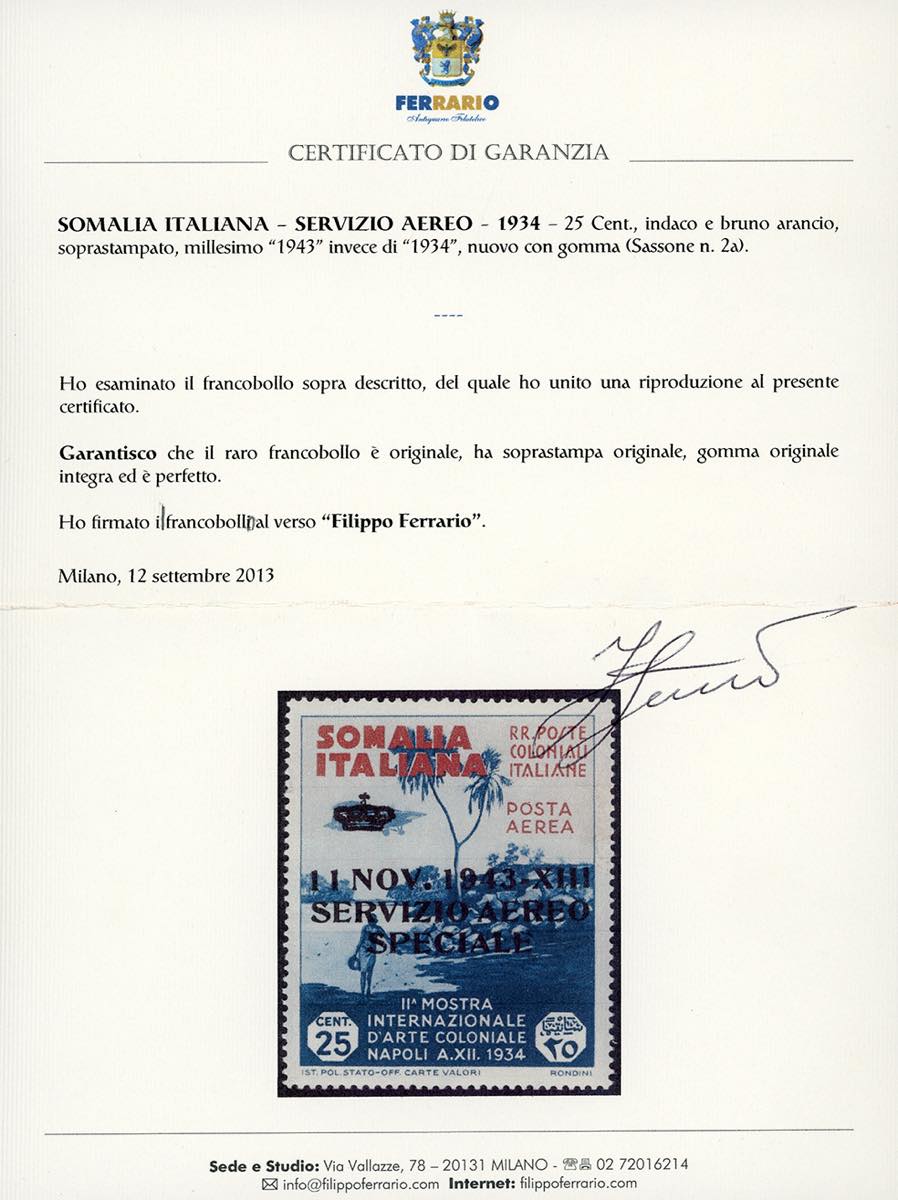 FERRARIO
Antiquario Filatelico
CERTIFICATO DI GARANZIA
SOMALIA ITALIANA – SERVIZIO AEREO - 1934 – 25 Cent., indaco e bruno arancio,
soprastampato, millesimo “1943” invece di “1934”, nuovo con gomma (Sassone n. 2a).
----
Ho esaminato il francobollo sopra descritto, del quale ho unito una riproduzione al presente
certificato.
Garantisco che il raro francobollo è originale, ha soprastampa originale, gomma originale
integra ed è perfetto.
Ho firmato il francobollo al verso “Filippo Ferrario”.
Milano, 12 settembre 2013
SOMALIA
ITALIANA
RR. POSTE
COLONIALI
ITALIANE
POSTA
AEREA
11 NOV. 1943-XIII
SERVIZIO AEREO
SPECIALE
IIA MOSTRA
INTERNAZIONALE
D'ARTE COLONIALE
NAPOLI A.XII. 1934
CENT.
25
٢٥
IST. POL. STATO-OFF. CARTE VALORI
RONDINI
Sede e Studio: Via Vallazze, 78 – 20131 MILANO - ☏ 02 72016214
✉ info@filippoferrario.com Internet: filippoferrario.com